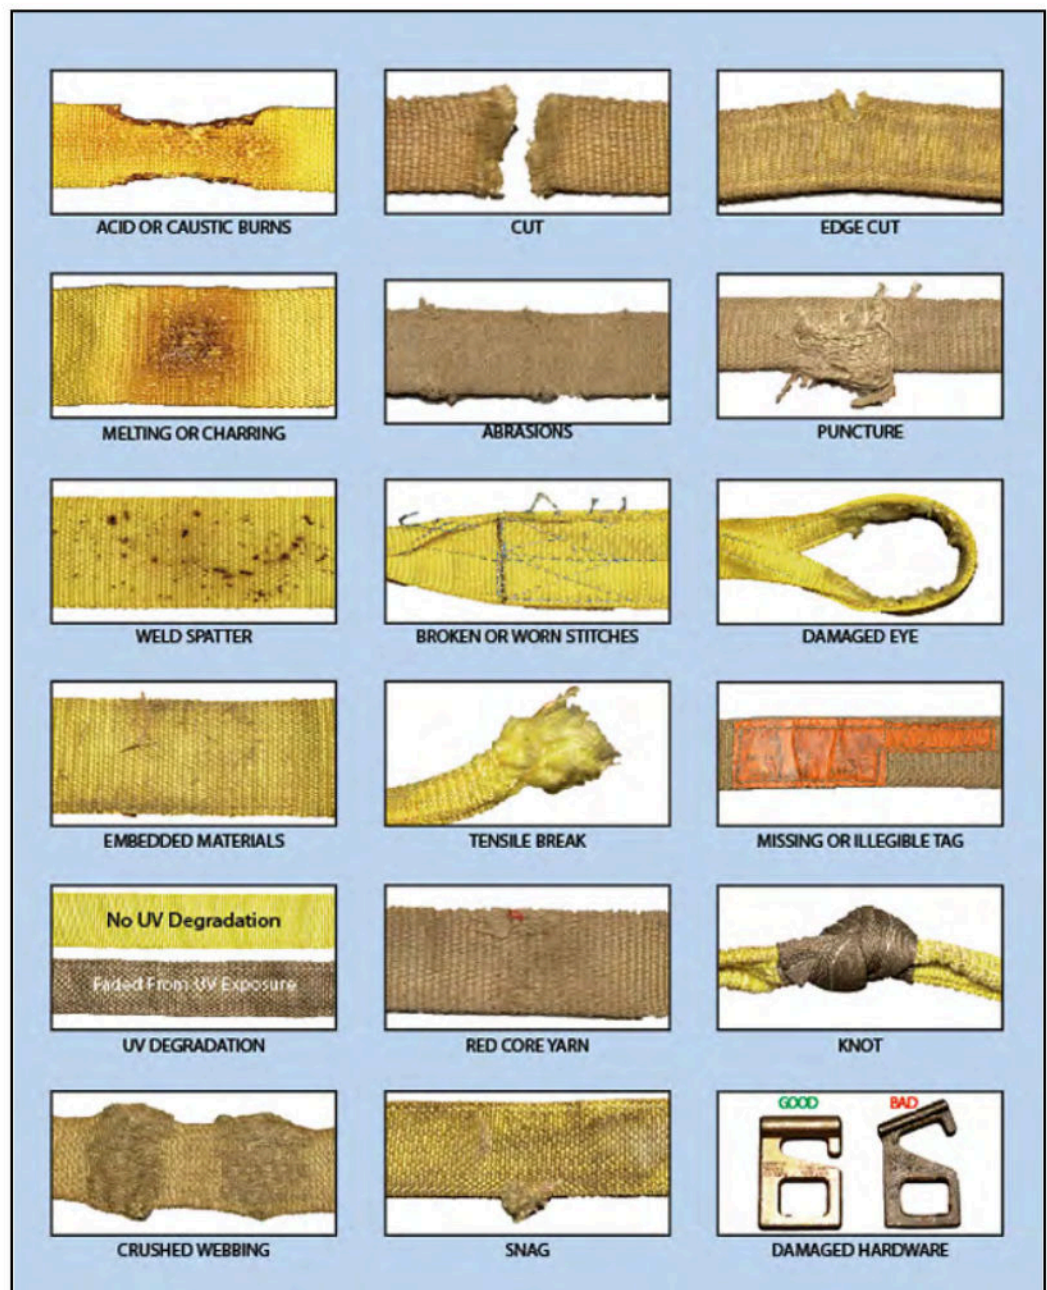 ACID OR CAUSTIC BURNS
CUT
EDGE CUT
MELTING OR CHARRING
ABRASIONS
PUNCTURE
WELD SPATTER
BROKEN OR WORN STITCHES
DAMAGED EYE
EMBEDDED MATERIALS
TENSILE BREAK
MISSING OR ILLEGIBLE TAG
No UV Degradation
Faded From UV Exposure
UV DEGRADATION
RED CORE YARN
KNOT
GOOD
BAD
CRUSHED WEBBING
SNAG
DAMAGED HARDWARE